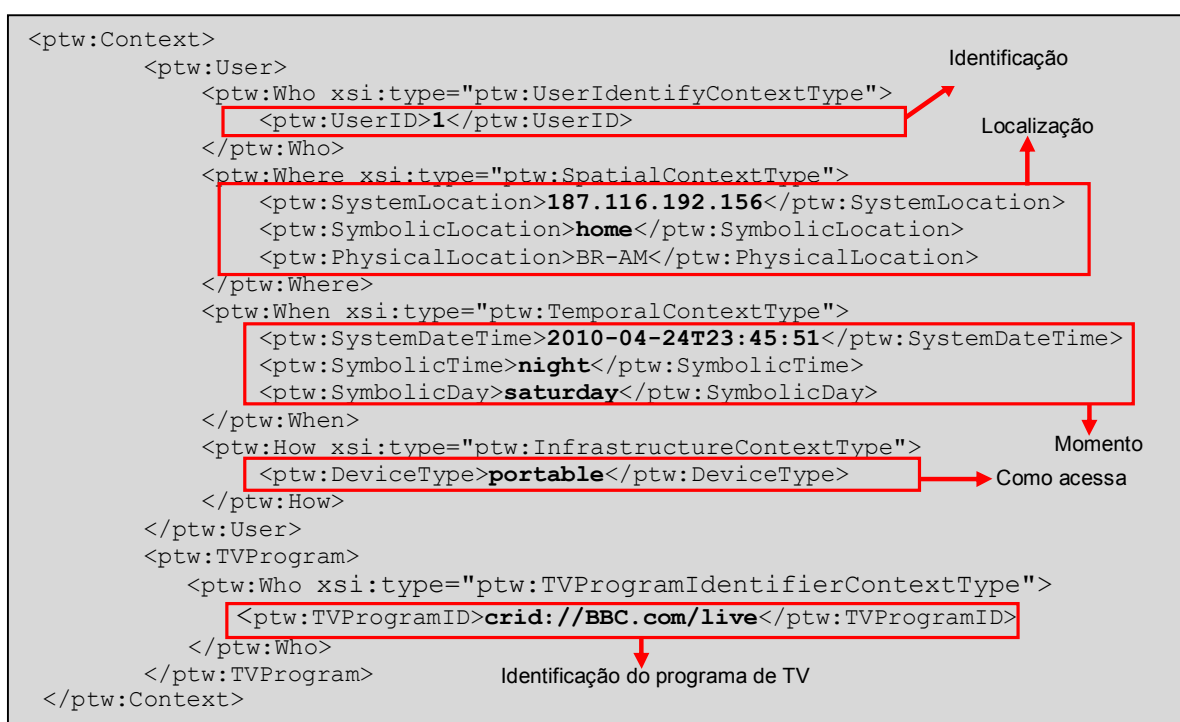 <ptw:Context>
<ptw:User>
Identificação
<ptw:Who xsi:type="ptw:UserIdentifyContextType">
<ptw:UserID>1</ptw:UserID>
Localização
</ptw:Who>
<ptw:Where xsi:type="ptw:SpatialContextType">
<ptw:SystemLocation>187.116.192.156</ptw:SystemLocation>
<ptw:SymbolicLocation>home</ptw:SymbolicLocation>
<ptw:PhysicalLocation>BR-AM</ptw:PhysicalLocation>
</ptw:Where>
<ptw:When xsi:type="ptw:TemporalContextType">
<ptw:SystemDateTime>2010-04-24T23:45:51</ptw:SystemDateTime>
<ptw:SymbolicTime>night</ptw:SymbolicTime>
<ptw:SymbolicDay>saturday</ptw:SymbolicDay>
</ptw:When>
<ptw:How xsi:type="ptw:InfrastructureContextType">
Momento
<ptw:DeviceType>portable</ptw:DeviceType>
Como acessa
</ptw:How>
</ptw:User>
<ptw:TVProgram>
<ptw:Who xsi:type="ptw:TVProgramIdentifierContextType">
<ptw:TVProgramID>crid://BBC.com/live</ptw:TVProgramID>
</ptw:Who>
</ptw:TVProgram>
Identificação do programa de TV
</ptw:Context>